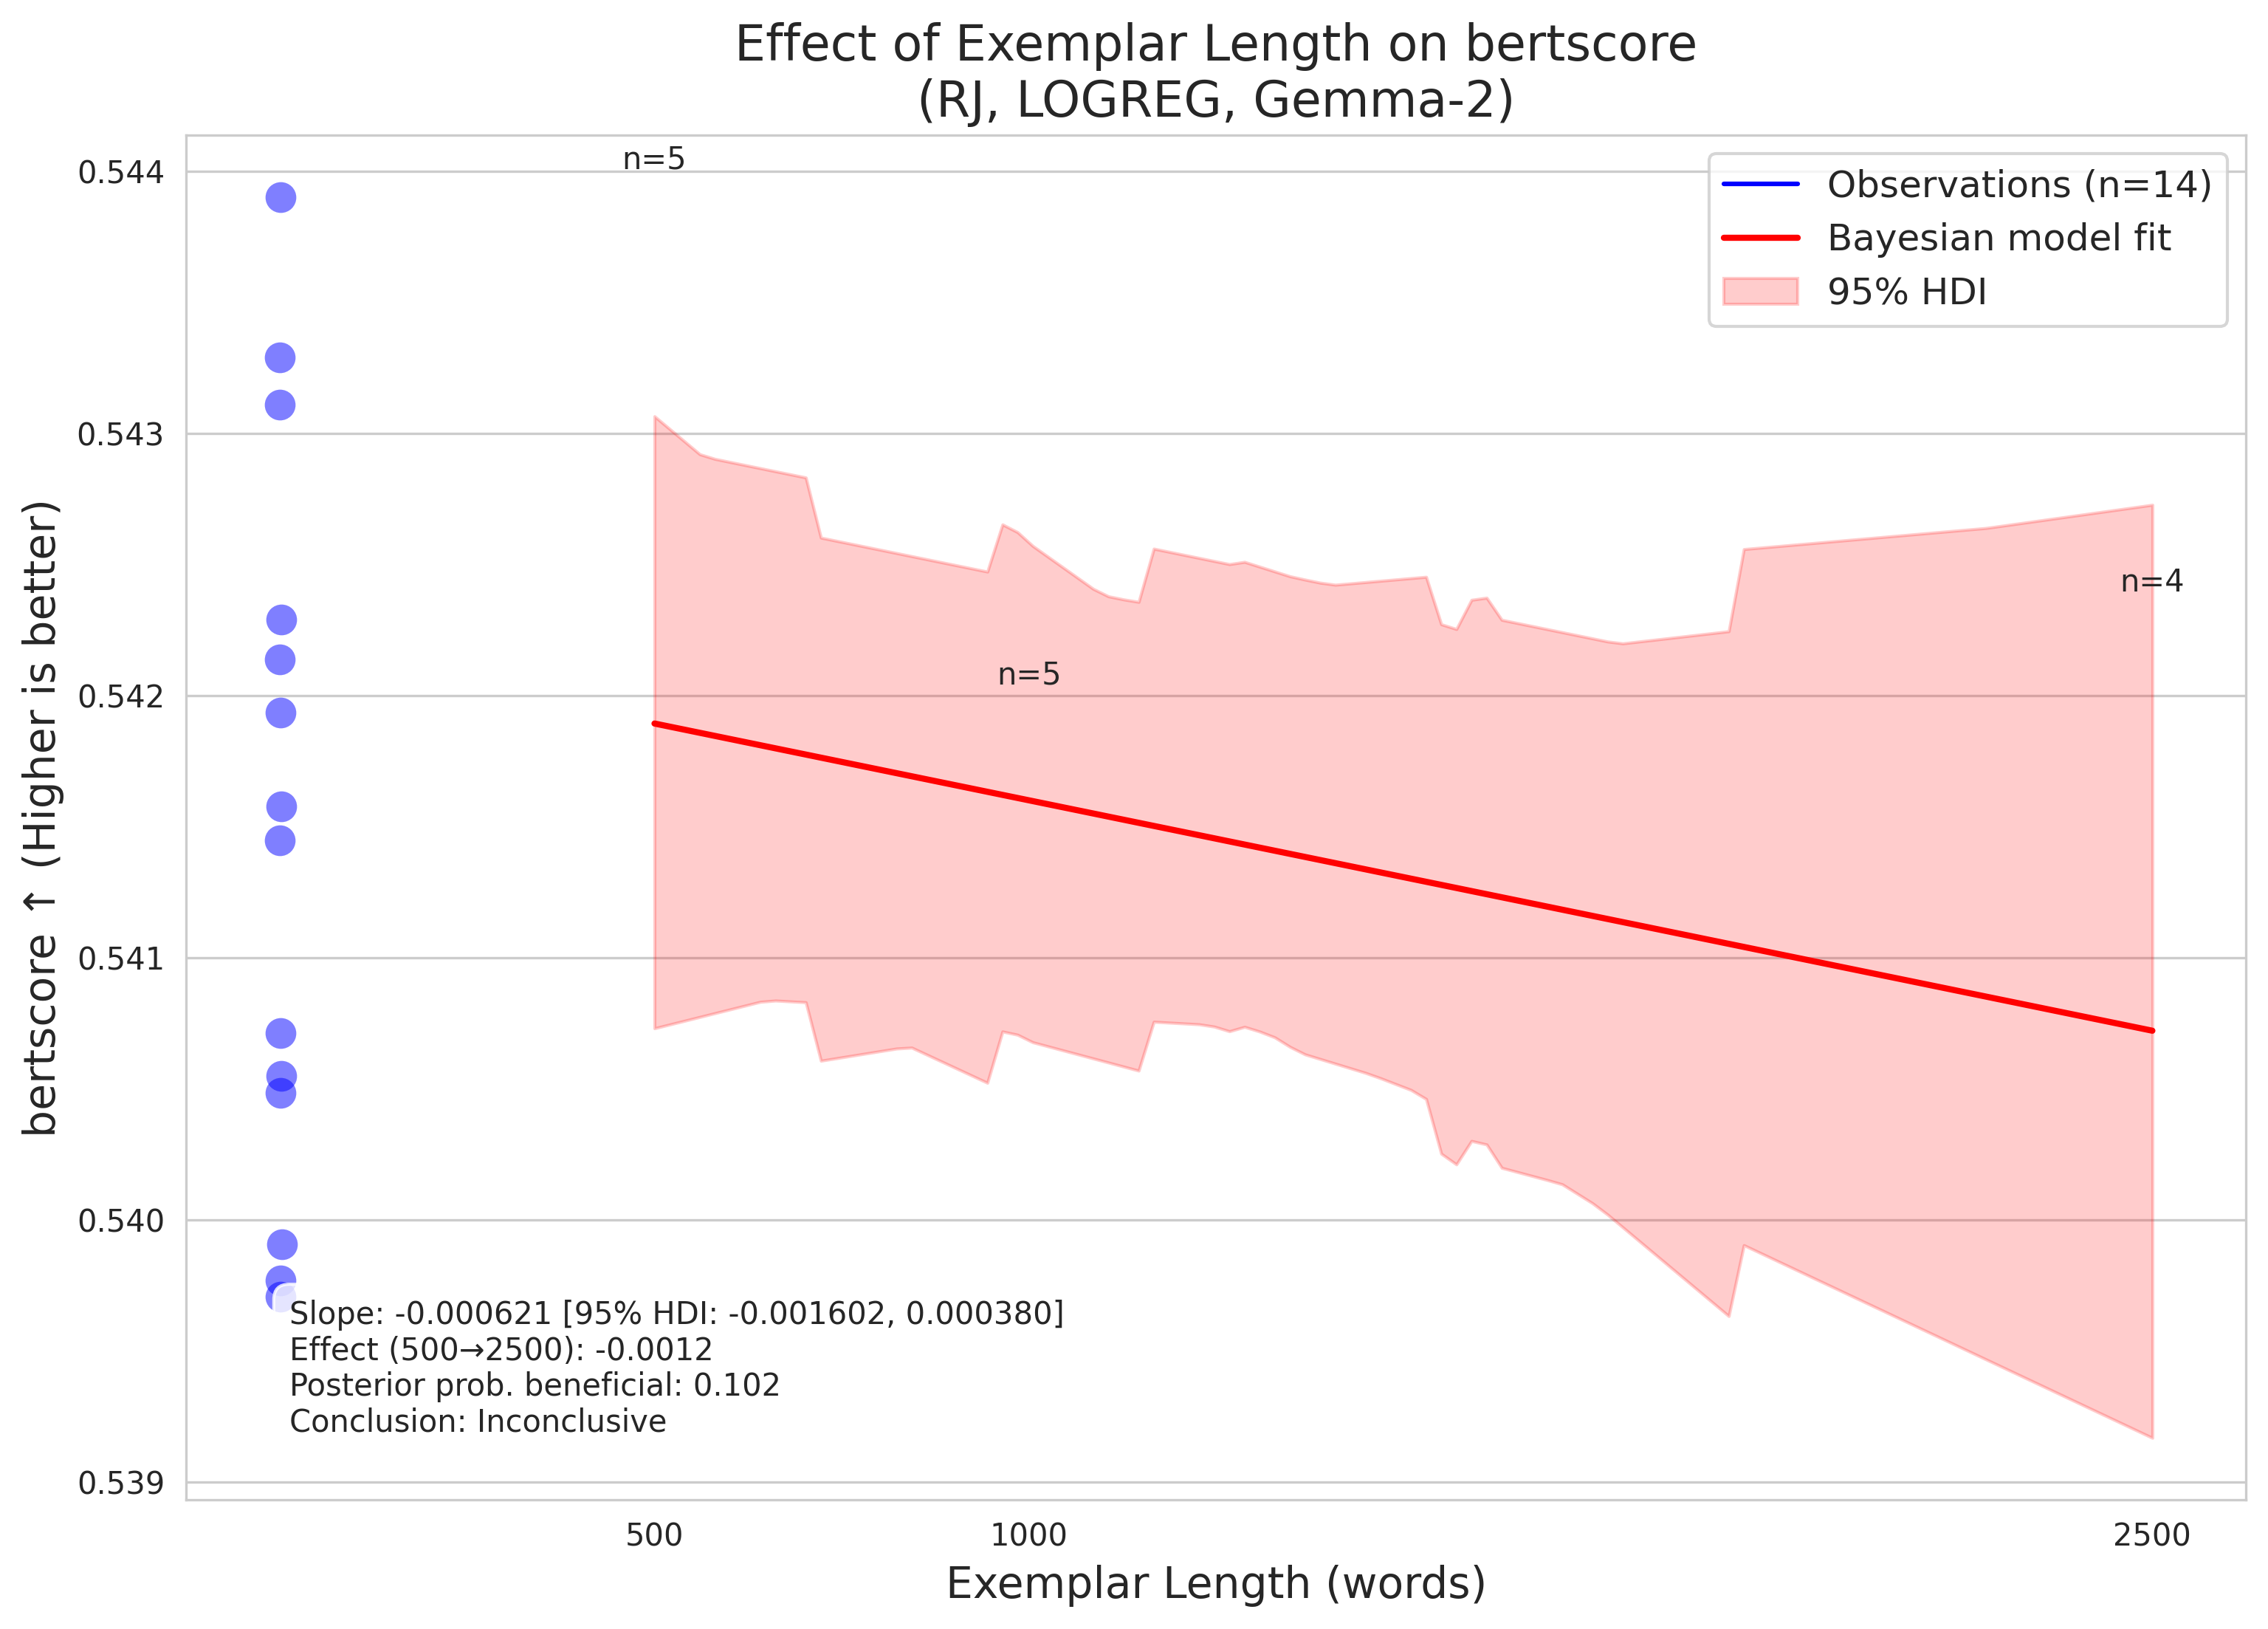 Effect of Exemplar Length on bertscore
(RJ, LOGREG, Gemma-2)
bertscore ↑ (Higher is better)
0.544
0.543
0.542
0.541
0.540
0.539
n=5
n=5
n=4
Observations (n=14)
Bayesian model fit
95% HDI
Slope: -0.000621 [95% HDI: -0.001602, 0.000380]
Effect (500→2500): -0.0012
Posterior prob. beneficial: 0.102
Conclusion: Inconclusive
500
1000
2500
Exemplar Length (words)